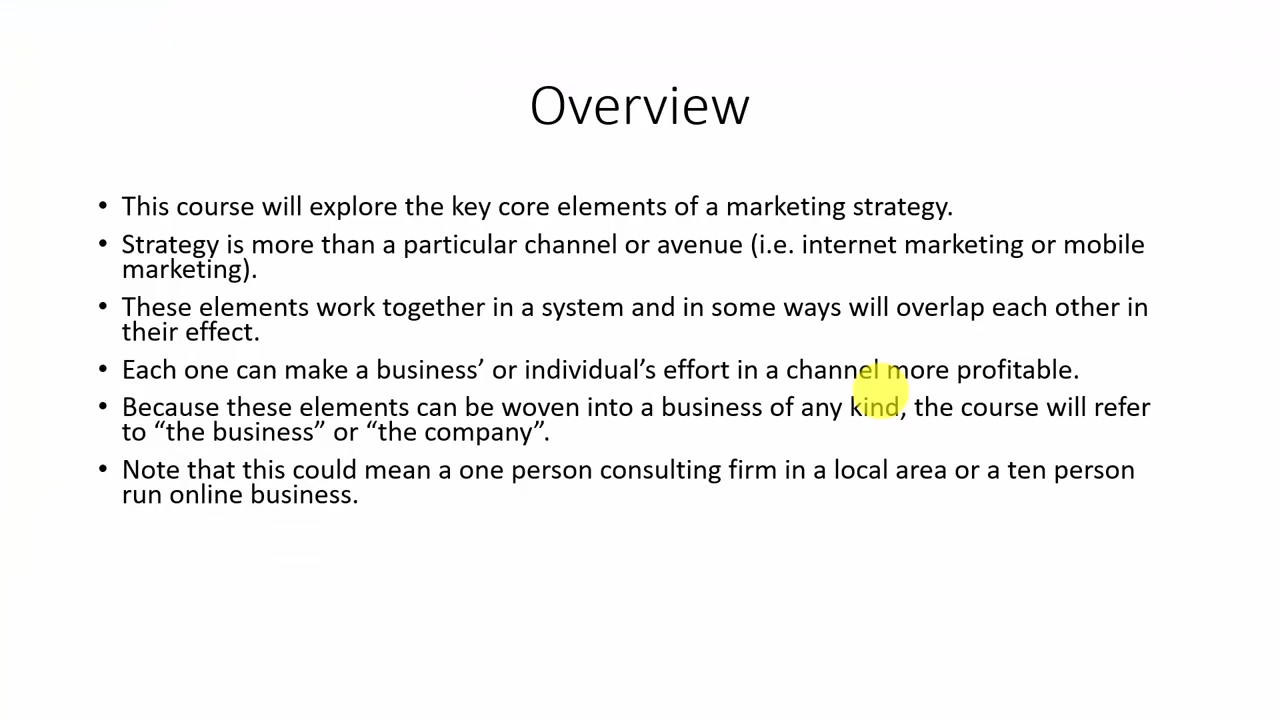 Overview
• This course will explore the key core elements of a marketing strategy.
• Strategy is more than a particular channel or avenue (i.e. internet marketing or mobile
marketing).
• These elements work together in a system and in some ways will overlap each other in
their effect.
• Each one can make a business’ or individual’s effort in a channel more profitable.
• Because these elements can be woven into a business of any kind, the course will refer
to “the business” or “the company”.
• Note that this could mean a one person consulting firm in a local area or a ten person
run online business.